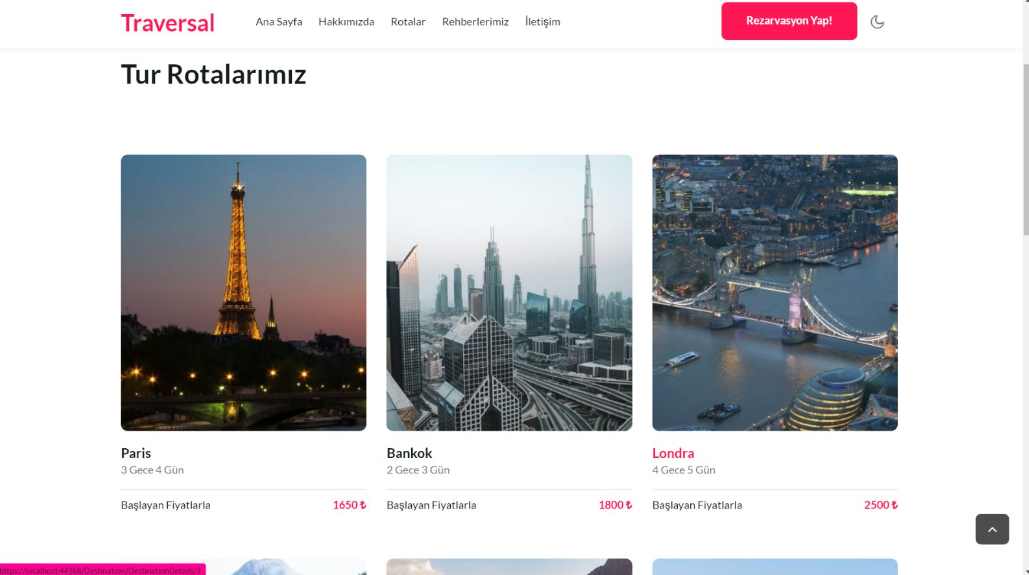 Traversal
Ana Sayfa Hakkımızda Rotalar Rehberlerimiz İletişim
Rezarvasyon Yap!
Tur Rotalarımız
Paris
3 Gece 4 Gün
Başlayan Fiyatlarla 1650 ₺
Bankok
2 Gece 3 Gün
Başlayan Fiyatlarla 1800 ₺
Londra
4 Gece 5 Gün
Başlayan Fiyatlarla 2500 ₺
https://localhost:44368/Destination/DestinationDetails/3